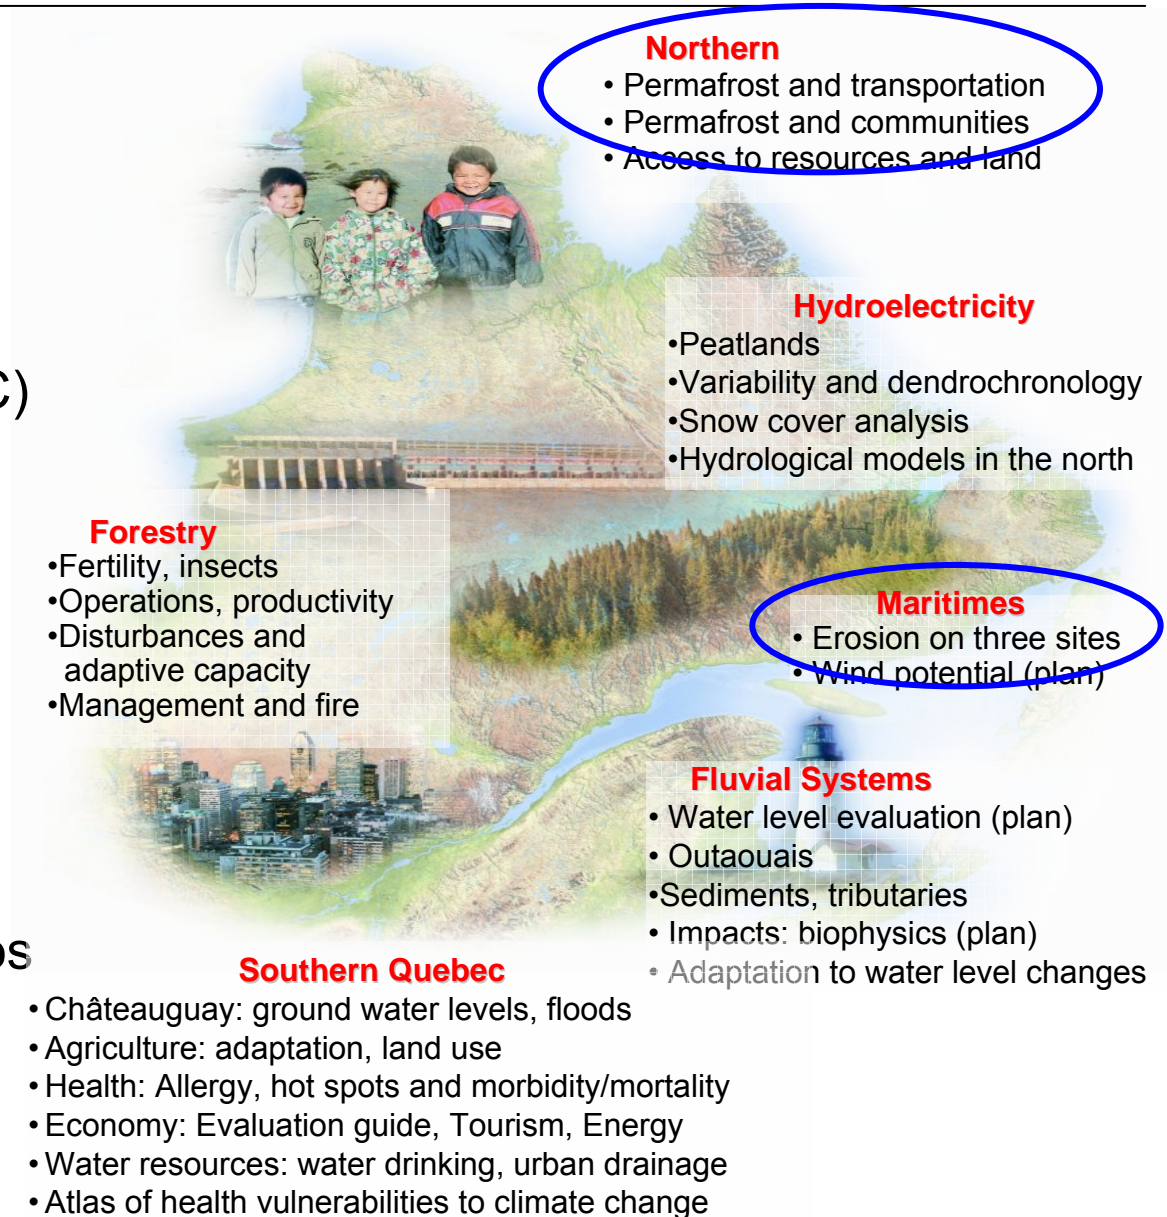 Northern
• Permafrost and transportation
• Permafrost and communities
• Access to resources and land
Hydroelectricity
•Peatlands
•Variability and dendrochronology
•Snow cover analysis
•Hydrological models in the north
C)
Forestry
•Fertility, insects
•Operations, productivity
•Disturbances and
adaptive capacity
•Management and fire
Maritimes
• Erosion on three sites
• Wind potential (plan)
Fluvial Systems
• Water level evaluation (plan)
• Outaouais
•Sediments, tributaries
• Impacts: biophysics (plan)
• Adaptation to water level changes
os
Southern Quebec
• Châteauguay: ground water levels, floods
• Agriculture: adaptation, land use
• Health: Allergy, hot spots and morbidity/mortality
• Economy: Evaluation guide, Tourism, Energy
• Water resources: water drinking, urban drainage
• Atlas of health vulnerabilities to climate change